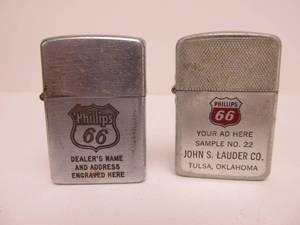 Phillips
66
DEALER'S NAME
AND ADDRESS
ENGRAVED HERE
PHILLIPS
66
YOUR AD HERE
SAMPLE NO. 22
JOHN S. LAUDER CO.
TULSA, OKLAHOMA